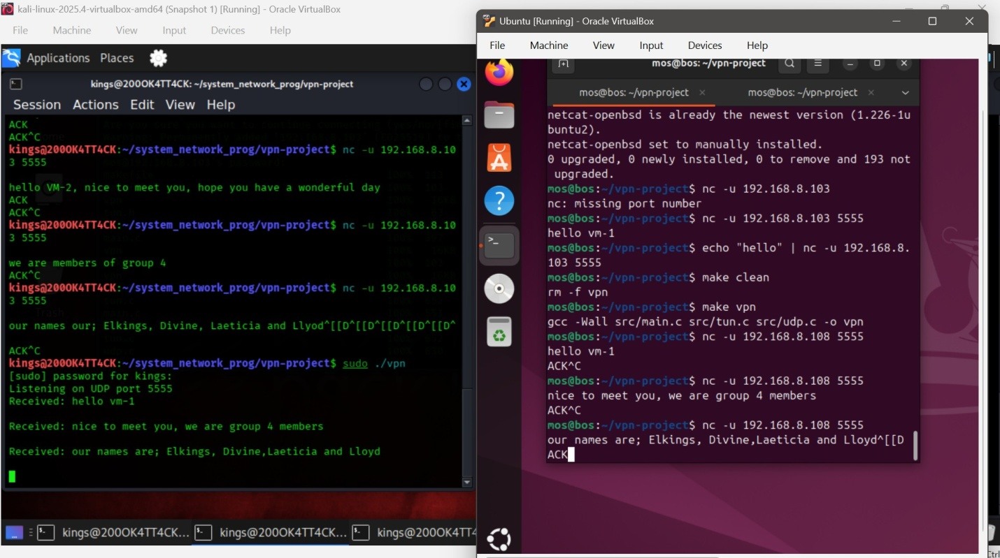 kali-linux-2025.4-virtualbox-amd64 (Snapshot 1) [Running] - Oracle VirtualBox
File Machine View Input Devices Help
Applications Places
kings@200OK4TT4CK: ~/system_network_prog/vpn-project
Session Actions Edit View Help
ACK
ACK^C
kings@200OK4TT4CK:~/system_network_prog/vpn-project$ nc -u 192.168.8.10
3 5555
hello VM-2, nice to meet you, hope you have a wonderful day
ACK
ACK^C
kings@200OK4TT4CK:~/system_network_prog/vpn-project$ nc -u 192.168.8.10
3 5555
we are members of group 4
ACK^C
kings@200OK4TT4CK:~/system_network_prog/vpn-project$ nc -u 192.168.8.10
3 5555
our names our; Elkings, Divine, Laeticia and Llyod^[[D^[[D^[[D^[[D^[[D^
ACK^C
kings@200OK4TT4CK:~/system_network_prog/vpn-project$ sudo ./vpn
[sudo] password for kings:
Listening on UDP port 5555
Received: hello vm-1
Received: nice to meet you, we are group 4 members
Received: our names are; Elkings, Divine,Laeticia and Lloyd
kings@200OK4TT4CK... kings@200OK4TT4CK... kings@200OK4TT4
Ubuntu [Running] - Oracle VirtualBox
File Machine View Input Devices Help
mos@bos: ~/vpn-project
mos@bos: ~/vpn-project × mos@bos: ~/vpn-project ×
netcat-openbsd is already the newest version (1.226-1u
buntu2).
netcat-openbsd set to manually installed.
0 upgraded, 0 newly installed, 0 to remove and 193 not
upgraded.
mos@bos:~/vpn-project$ nc -u 192.168.8.103
nc: missing port number
mos@bos:~/vpn-project$ nc -u 192.168.8.103 5555
hello vm-1
mos@bos:~/vpn-project$ echo "hello" | nc -u 192.168.8.
103 5555
mos@bos:~/vpn-project$ make clean
rm -f vpn
mos@bos:~/vpn-project$ make vpn
gcc -Wall src/main.c src/tun.c src/udp.c -o vpn
mos@bos:~/vpn-project$ nc -u 192.168.8.108 5555
hello vm-1
ACK^C
mos@bos:~/vpn-project$ nc -u 192.168.8.108 5555
nice to meet you, we are group 4 members
ACK^C
mos@bos:~/vpn-project$ nc -u 192.168.8.108 5555
our names are; Elkings, Divine,Laeticia and Lloyd^[[D
ACK
Ctrl